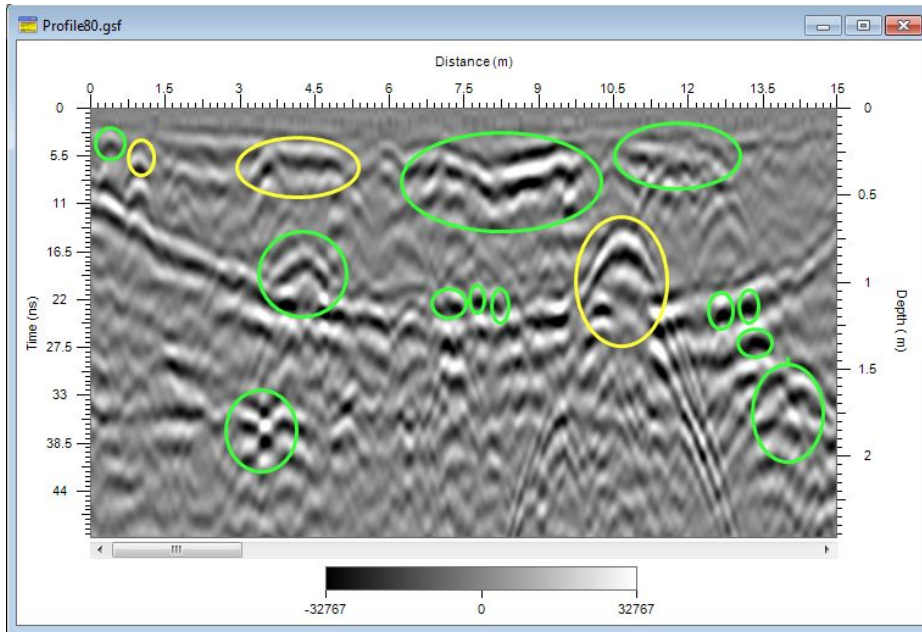 Profile80.gsf
Distance (m)
0 1.5 3 4.5 6 7.5 9 10.5 12 13.5 15
0 0
5.5
11 0.5
16.5
22 1
27.5
33 1.5
38.5
44 2
Time (ns)
Depth (m)
-32767 0 32767